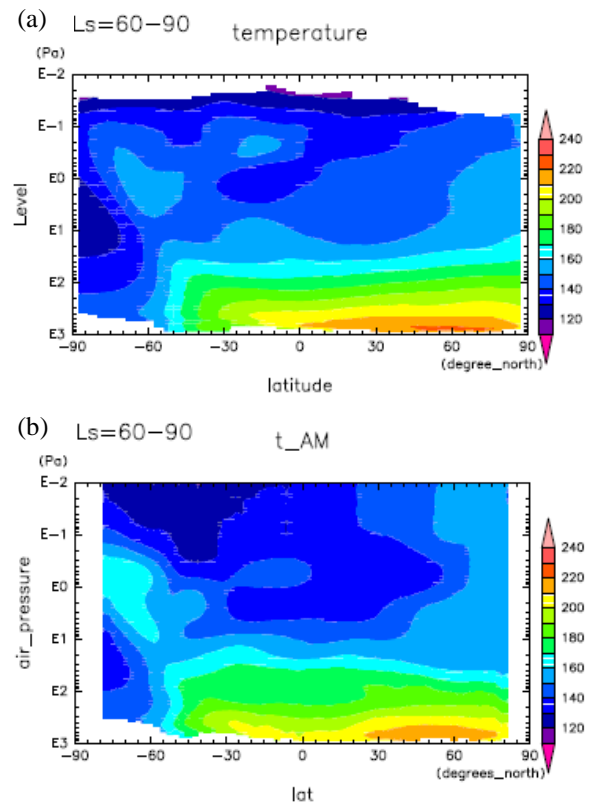 (a) Ls=60-90 temperature
(Pa)
E-2
E-1
E0
E1
E2
E3
Level
-90 -60 -30 0 30 60 90
(degree_north)
latitude
240
220
200
180
160
140
120
(b) Ls=60-90 t_AM
(Pa)
E-2
E-1
E0
E1
E2
E3
air_pressure
-90 -60 -30 0 30 60 90
(degrees_north)
lat
240
220
200
180
160
140
120